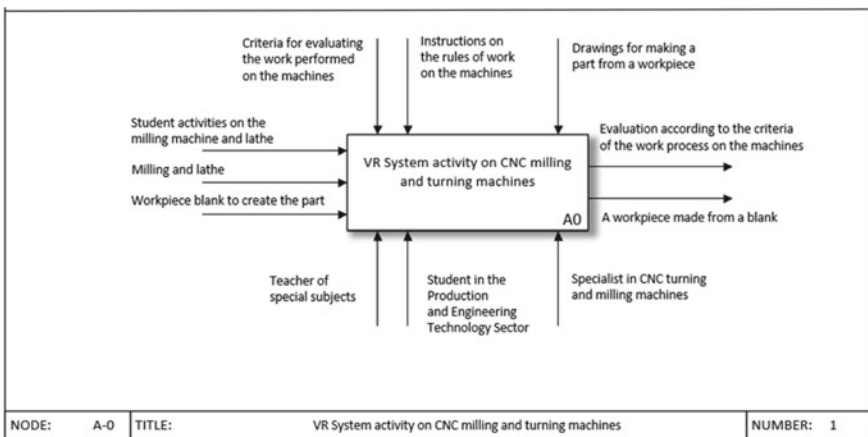 Criteria for evaluating
the work performed
on the machines
Instructions on
the rules of work
on the machines
Drawings for making a
part from a workpiece
Student activities on the
milling machine and lathe
Milling and lathe
Workpiece blank to create the part
VR System activity on CNC milling
and turning machines
A0
Evaluation according to the criteria
of the work process on the machines
A workpiece made from a blank
Teacher of
special subjects
Student in the
Production
and Engineering
Technology Sector
Specialist in CNC turning
and milling machines
NODE: A-0 TITLE: VR System activity on CNC milling and turning machines NUMBER: 1